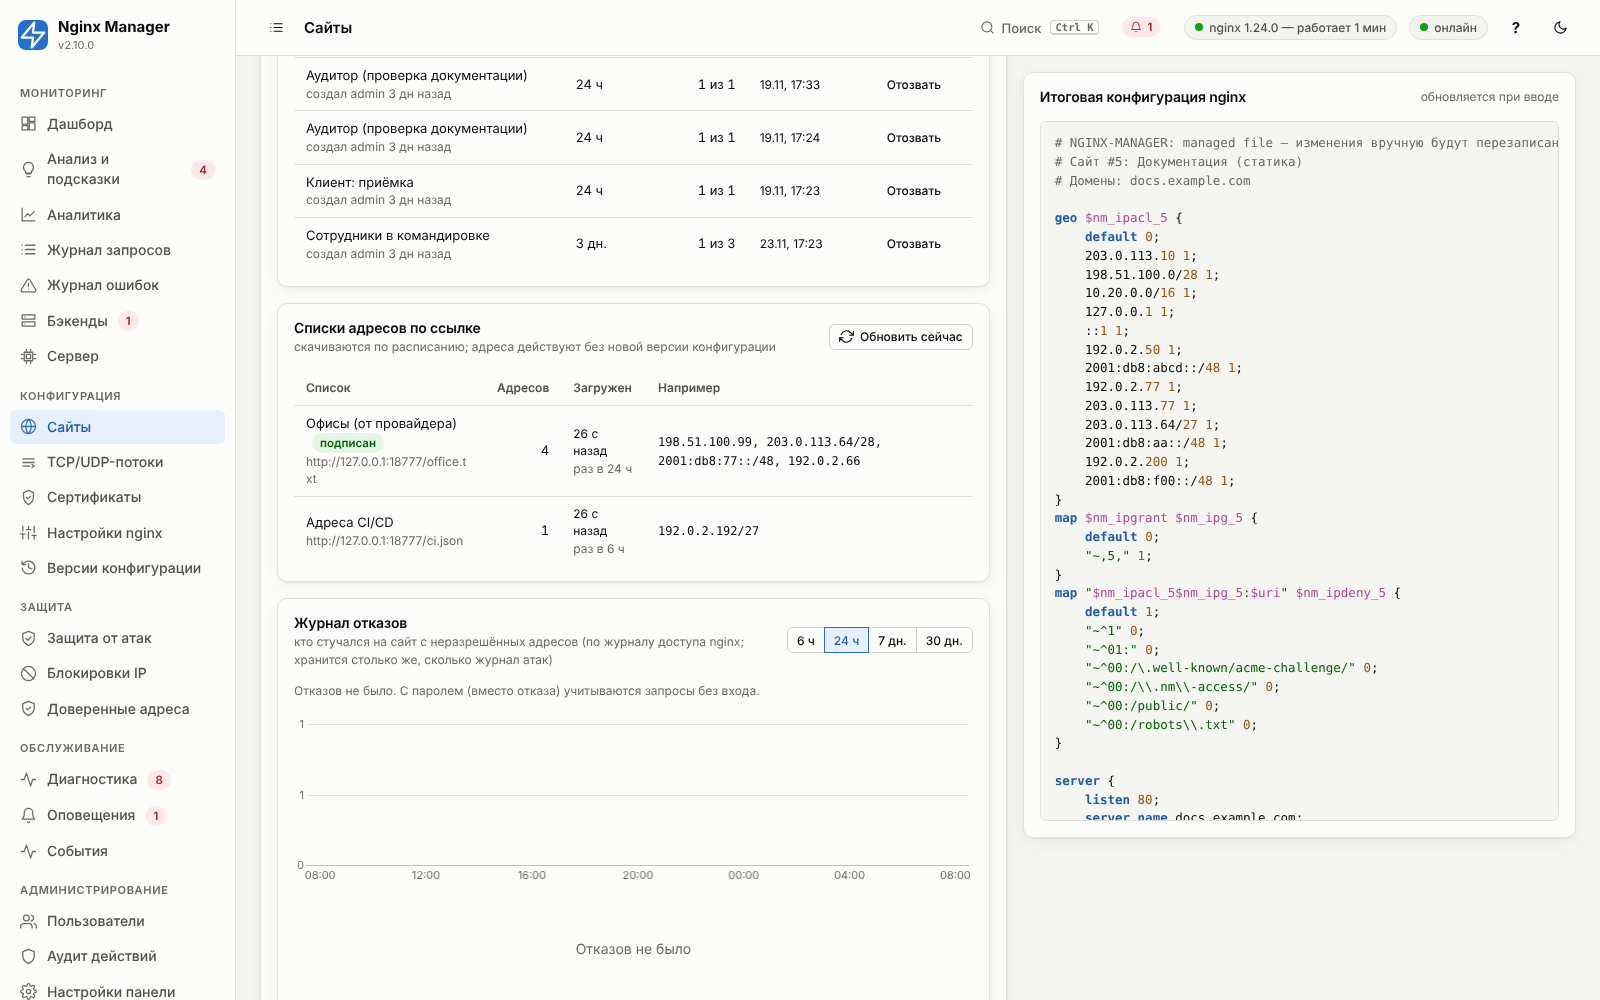 Nginx Manager
v2.10.0
МОНИТОРИНГ
Дашборд
Анализ и
подсказки
4
Аналитика
Журнал запросов
Журнал ошибок
Бэкенды 1
Сервер
КОНФИГУРАЦИЯ
Сайты
TCP/UDP-потоки
Сертификаты
Настройки nginx
Версии конфигурации
ЗАЩИТА
Защита от атак
Блокировки IP
Доверенные адреса
ОБСЛУЖИВАНИЕ
Диагностика 8
Оповещения 1
События
АДМИНИСТРИРОВАНИЕ
Пользователи
Аудит действий
Настройки панели
Сайты
Поиск Ctrl K
1
nginx 1.24.0 — работает 1 мин
онлайн
?
Аудитор (проверка документации) 24 ч 1 из 1 19.11, 17:33 Отозвать
создал admin 3 дн назад
Аудитор (проверка документации) 24 ч 1 из 1 19.11, 17:24 Отозвать
создал admin 3 дн назад
Клиент: приёмка 24 ч 1 из 1 19.11, 17:23 Отозвать
создал admin 3 дн назад
Сотрудники в командировке 3 дн. 1 из 3 23.11, 17:23 Отозвать
создал admin 3 дн назад
Списки адресов по ссылке
скачиваются по расписанию; адреса действуют без новой версии конфигурации
Обновить сейчас
Список Адресов Загружен Например
Офисы (от провайдера)
подписан
http://127.0.0.1:18777/office.t
xt
4
26 с
назад
раз в 24 ч
198.51.100.99, 203.0.113.64/28,
2001:db8:77::/48, 192.0.2.66
Адреса CI/CD
http://127.0.0.1:18777/ci.json
1
26 с
назад
раз в 6 ч
192.0.2.192/27
Журнал отказов
кто стучался на сайт с неразрешённых адресов (по журналу доступа nginx;
хранится столько же, сколько журнал атак)
6 ч 24 ч 7 дн. 30 дн.
Отказов не было. С паролем (вместо отказа) учитываются запросы без входа.
1
1
0
08:00 12:00 16:00 20:00 00:00 04:00 08:00
Отказов не было
Итоговая конфигурация nginx
обновляется при вводе
# NGINX-MANAGER: managed file — изменения вручную будут перезаписан
# Сайт #5: Документация (статика)
# Домены: docs.example.com
geo $nm_ipacl_5 {
default 0;
203.0.113.10 1;
198.51.100.0/28 1;
10.20.0.0/16 1;
127.0.0.1 1;
::1 1;
192.0.2.50 1;
2001:db8:abcd::/48 1;
192.0.2.77 1;
203.0.113.77 1;
203.0.113.64/27 1;
2001:db8:aa::/48 1;
192.0.2.200 1;
2001:db8:f00::/48 1;
}
map $nm_ipgrant $nm_ipg_5 {
default 0;
"~,5," 1;
}
map "$nm_ipacl_5$nm_ipg_5:$uri" $nm_ipdeny_5 {
default 1;
"~^1" 0;
"~^01:" 0;
"~^00:/\.well-known/acme-challenge/" 0;
"~^00:/\\.nm\\-access/" 0;
"~^00:/public/" 0;
"~^00:/robots\\.txt" 0;
}
server {
listen 80;
server_name docs.example.com;